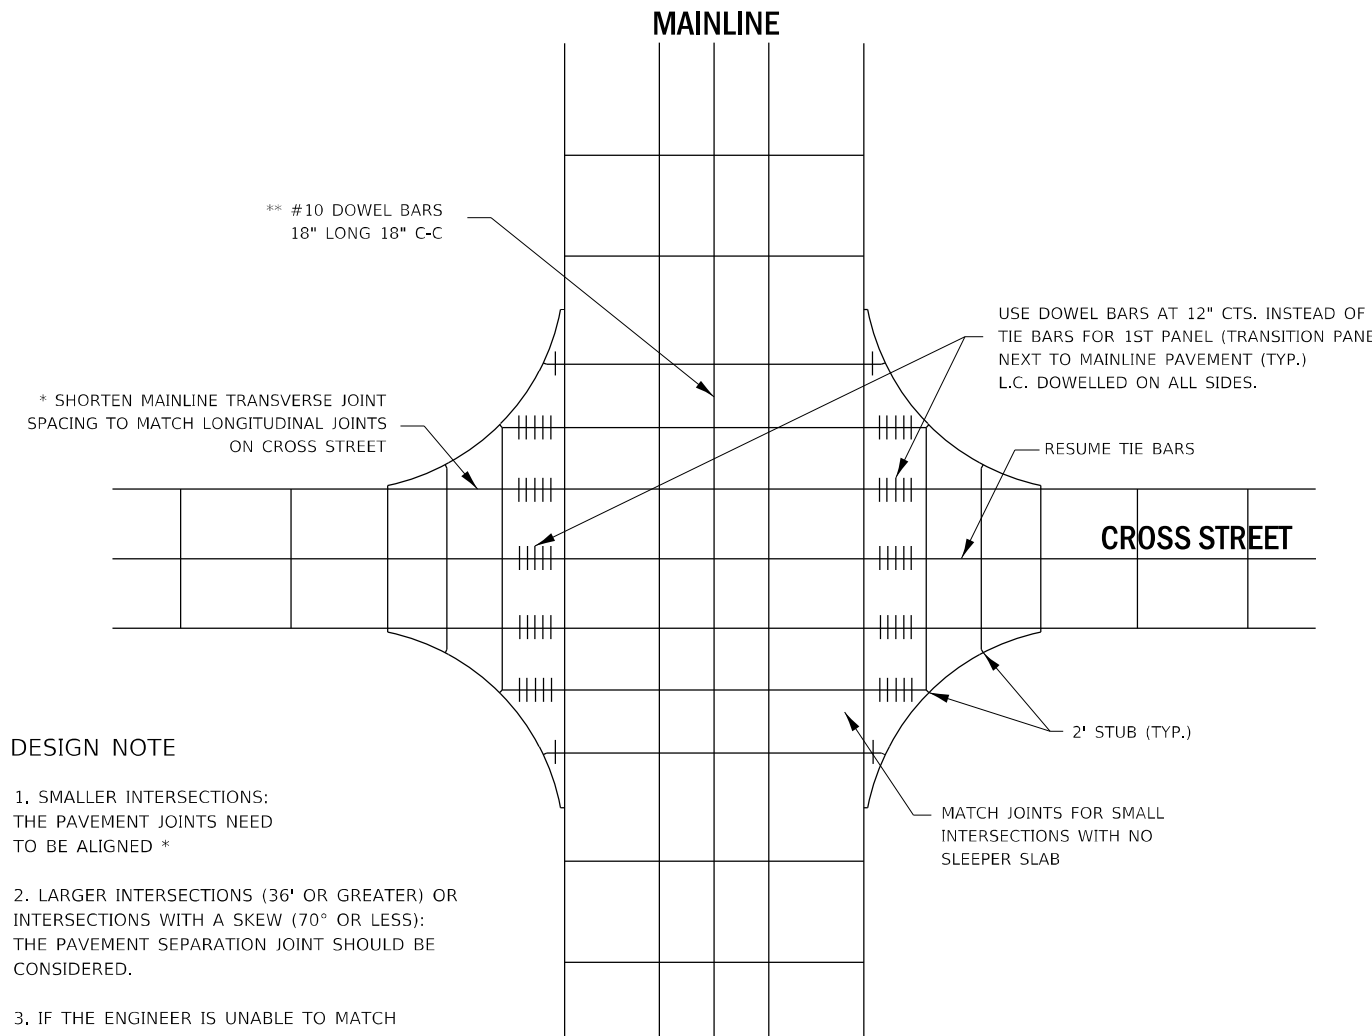 MAINLINE
** #10 DOWEL BARS
18" LONG 18" C-C
USE DOWEL BARS AT 12" CTS. INSTEAD OF
TIE BARS FOR 1ST PANEL (TRANSITION PANE
NEXT TO MAINLINE PAVEMENT (TYP.)
L.C. DOWELLED ON ALL SIDES.
* SHORTEN MAINLINE TRANSVERSE JOINT
SPACING TO MATCH LONGITUDINAL JOINTS
ON CROSS STREET
RESUME TIE BARS
CROSS STREET
2' STUB (TYP.)
MATCH JOINTS FOR SMALL
INTERSECTIONS WITH NO
SLEEPER SLAB
DESIGN NOTE
1. SMALLER INTERSECTIONS:
THE PAVEMENT JOINTS NEED
TO BE ALIGNED *
2. LARGER INTERSECTIONS (36' OR GREATER) OR
INTERSECTIONS WITH A SKEW (70° OR LESS):
THE PAVEMENT SEPARATION JOINT SHOULD BE
CONSIDERED.
3. IF THE ENGINEER IS UNABLE TO MATCH